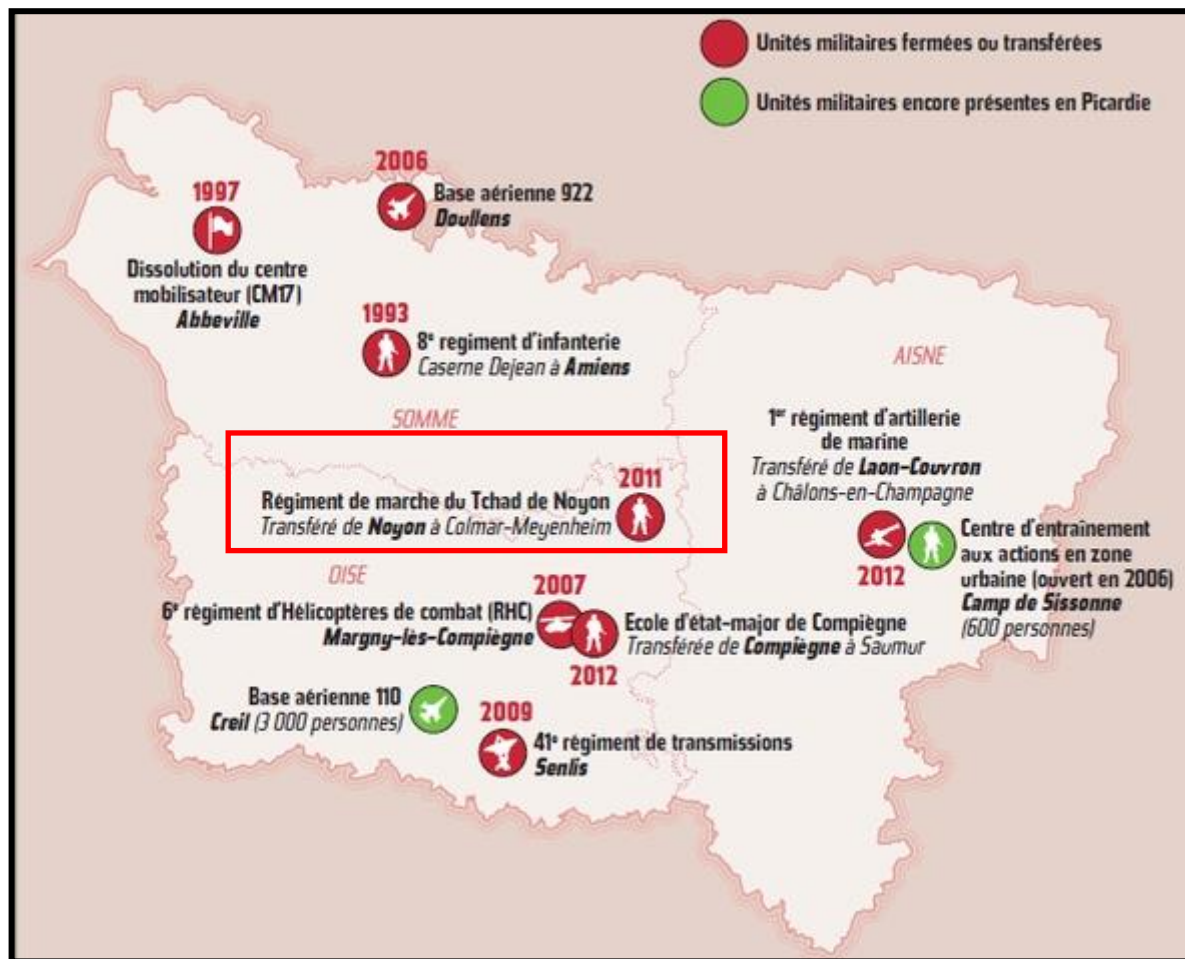 Unités militaires fermées ou transférées
Unités militaires encore présentes en Picardie
2006
Base aérienne 922
Doullens
1997
Dissolution du centre
mobilisateur (CM17)
Abbeville
1993
8e regiment d'infanterie
Caserne Dejean à Amiens
AISNE
SOMME
1er régiment d'artillerie
de marine
Transféré de Laon-Couvron
à Châlons-en-Champagne
2011
Régiment de marche du Tchad de Noyon
Transféré de Noyon à Colmar-Meyenheim
2012
Centre d'entraînement
aux actions en zone
urbaine (ouvert en 2006)
Camp de Sissonne
(600 personnes)
OISE
2007
6e régiment d'Hélicoptères de combat (RHC)
Margny-lès-Compiègne
Ecole d'état-major de Compiègne
Transférée de Compiègne à Saumur
2012
Base aérienne 110
Creil (3 000 personnes)
2009
41e régiment de transmissions
Senlis